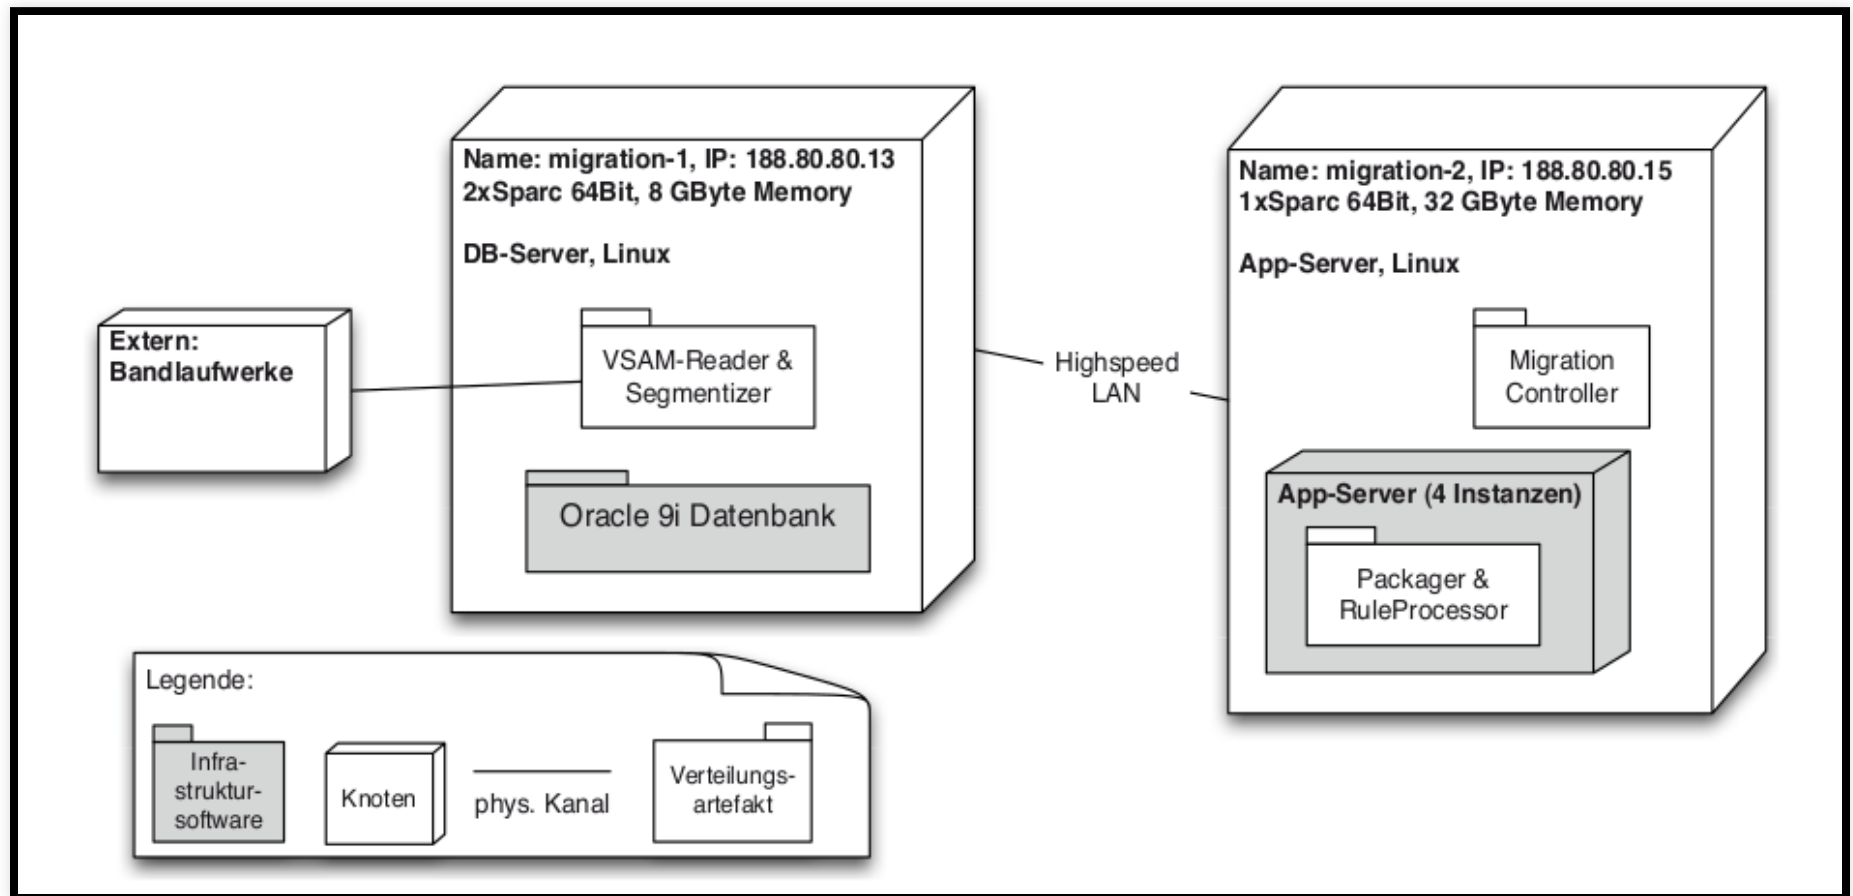 Name: migration-1, IP: 188.80.80.13
2xSparc 64Bit, 8 GByte Memory
DB-Server, Linux
Extern:
Bandlaufwerke
VSAM-Reader &
Segmentizer
Oracle 9i Datenbank
Highspeed
LAN
Name: migration-2, IP: 188.80.80.15
1xSparc 64Bit, 32 GByte Memory
App-Server, Linux
Migration
Controller
App-Server (4 Instanzen)
Packager &
RuleProcessor
Legende:
Infra-
struktur-
software
Knoten
phys. Kanal
Verteilungs-
artefakt